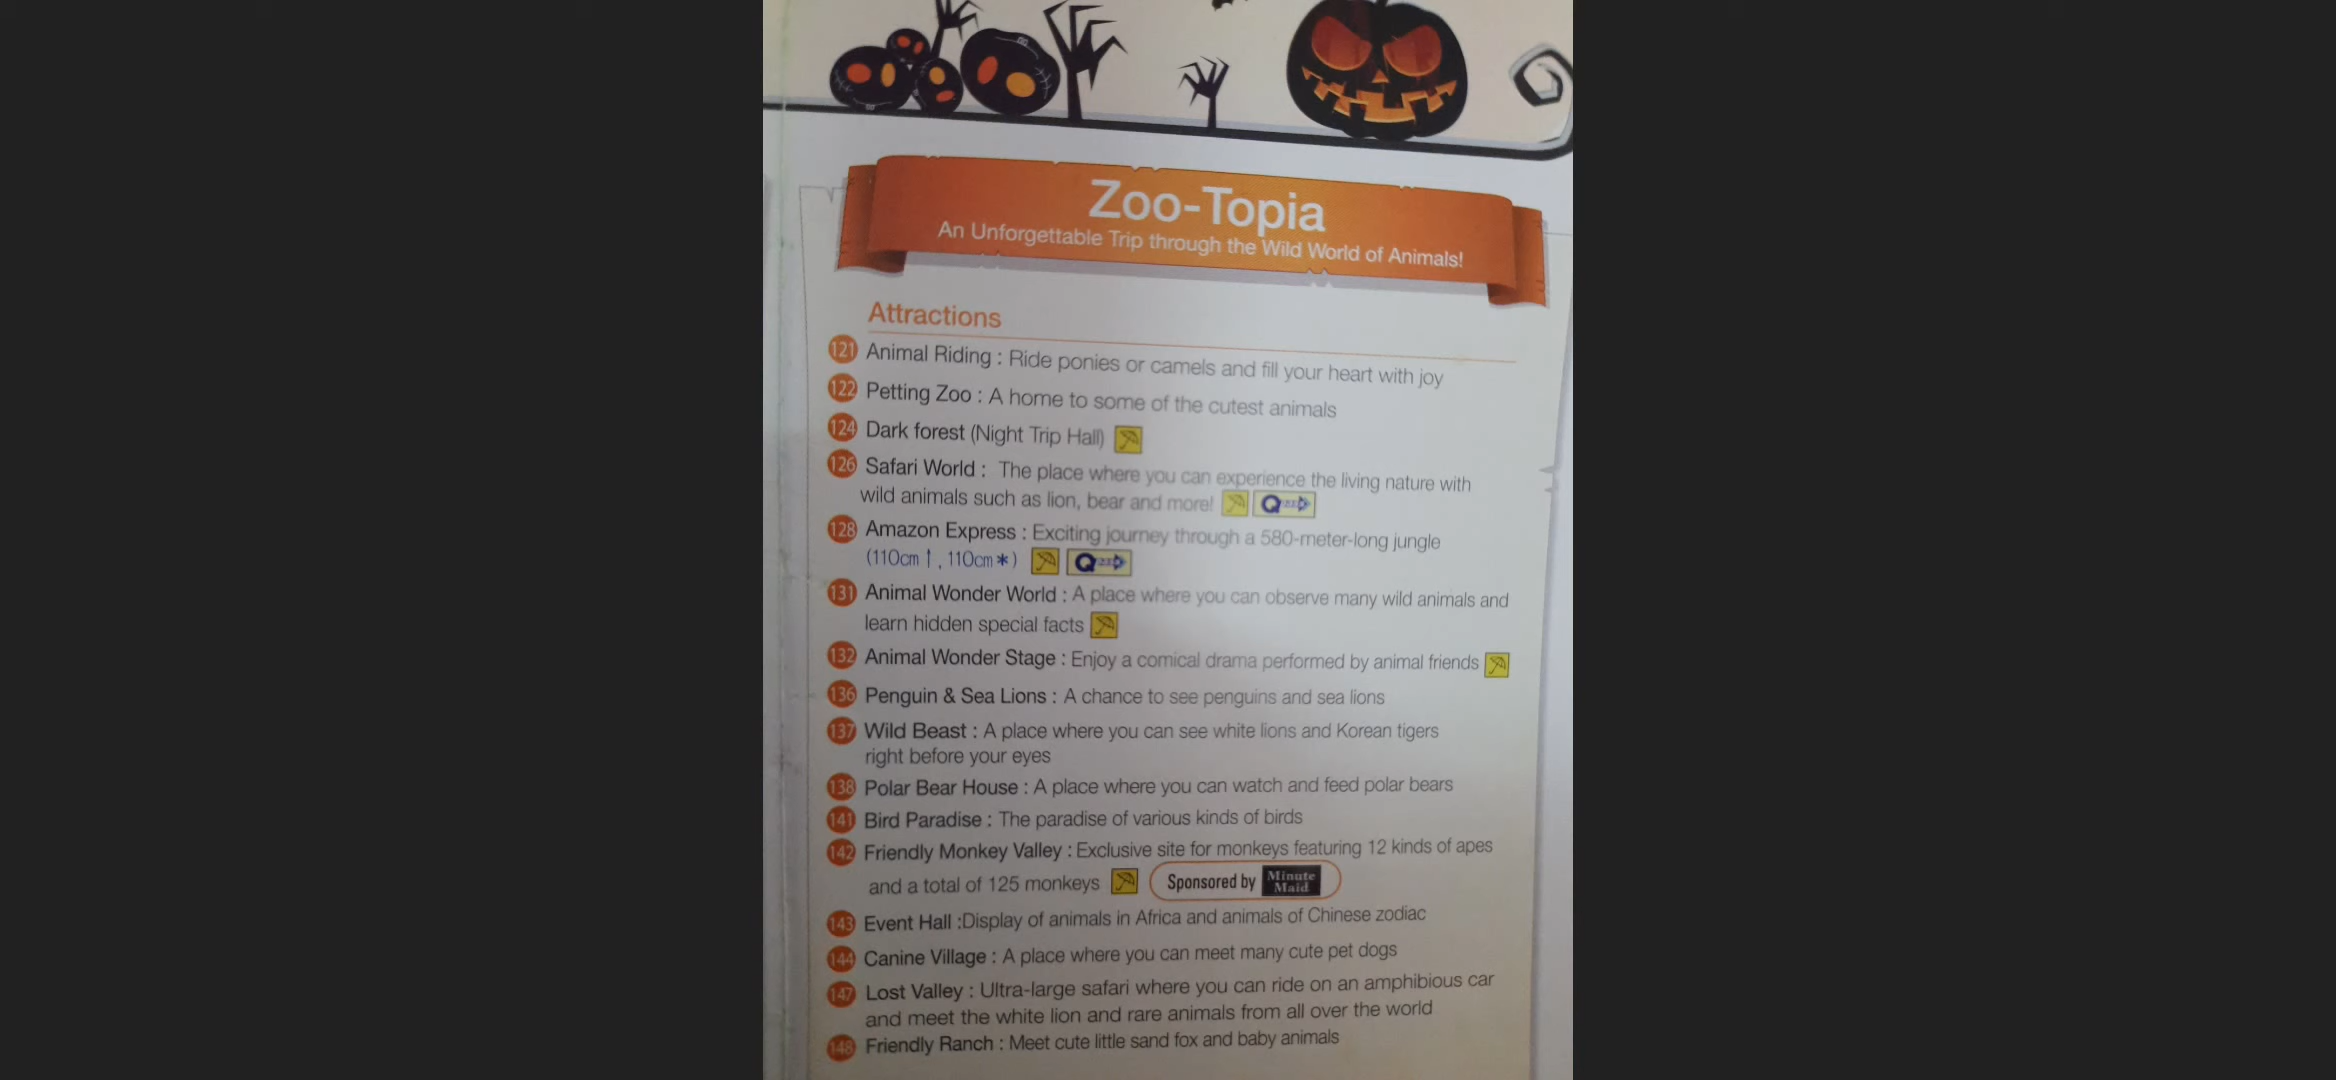 Zoo-Topia
An Unforgettable Trip through the Wild World of Animals!
Attractions
121 Animal Riding : Ride ponies or camels and fill your heart with joy
122 Petting Zoo : A home to some of the cutest animals
124 Dark forest (Night Trip Hall)
126 Safari World : The place where you can experience the living nature with
wild animals such as lion, bear and more! Q
128 Amazon Express : Exciting journey through a 580-meter-long jungle
(110cm↑, 110cm*) Q
131 Animal Wonder World : A place where you can observe many wild animals and
learn hidden special facts
132 Animal Wonder Stage : Enjoy a comical drama performed by animal friends
136 Penguin & Sea Lions : A chance to see penguins and sea lions
137 Wild Beast : A place where you can see white lions and Korean tigers
right before your eyes
138 Polar Bear House : A place where you can watch and feed polar bears
141 Bird Paradise : The paradise of various kinds of birds
142 Friendly Monkey Valley : Exclusive site for monkeys featuring 12 kinds of apes
and a total of 125 monkeys Sponsored by Minute Maid
143 Event Hall :Display of animals in Africa and animals of Chinese zodiac
144 Canine Village : A place where you can meet many cute pet dogs
147 Lost Valley : Ultra-large safari where you can ride on an amphibious car
and meet the white lion and rare animals from all over the world
148 Friendly Ranch : Meet cute little sand fox and baby animals